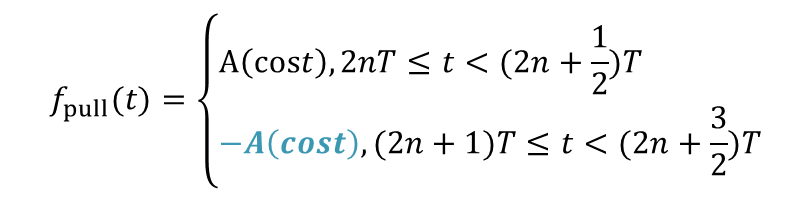 f_pull(t) = { A(cost), 2nT ≤ t < (2n + 1/2)T
−A(cost), (2n + 1)T ≤ t < (2n + 3/2)T